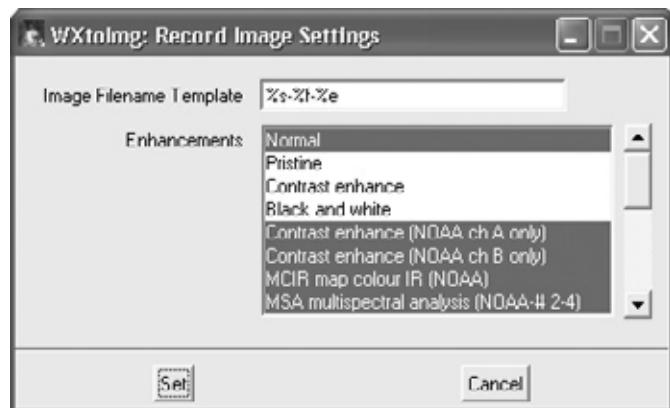 WXtoImg: Record Image Settings
Image Filename Template %s-%t-%e
Enhancements
Normal
Pristine
Contrast enhance
Black and white
Contrast enhance (NOAA ch A only)
Contrast enhance (NOAA ch B only)
MCIR map colour IR (NOAA)
MSA multispectral analysis (NOAA-# 2-4)
Set Cancel